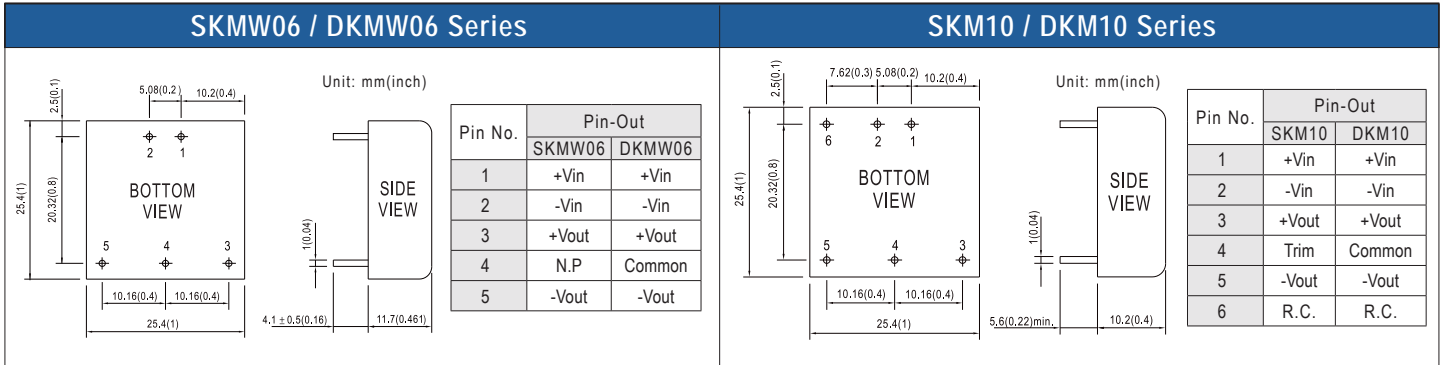 SKMW06 / DKMW06 Series
Unit: mm(inch)
2.5(0.1)
5.08(0.2 )
10.2(0.4)
2
1
BOTTOM
VIEW
25.4(1)
20.32(0.8)
5
4
3
10.16(0.4)
10.16(0.4)
25.4(1)
SIDE
VIEW
1(0.04)
4.1 ±0.5(0.16)
11.7(0.461)
Pin No. Pin-Out
SKMW06 DKMW06
1 +Vin +Vin
2 -Vin -Vin
3 +Vout +Vout
4 N.P Common
5 -Vout -Vout
SKM10 / DKM10 Series
Unit: mm(inch)
2.5(0.1)
7.62(0.3) 5.08(0.2) 10.2(0.4)
6
2
1
BOTTOM
VIEW
25.4(1)
20.32(0.8)
5
4
3
10.16(0.4)
10.16(0.4)
25.4(1)
SIDE
VIEW
1(0.04)
5.6(0.22)min.
10.2(0.4)
Pin No. Pin-Out
SKM10 DKM10
1 +Vin +Vin
2 -Vin -Vin
3 +Vout +Vout
4 Trim Common
5 -Vout -Vout
6 R.C. R.C.